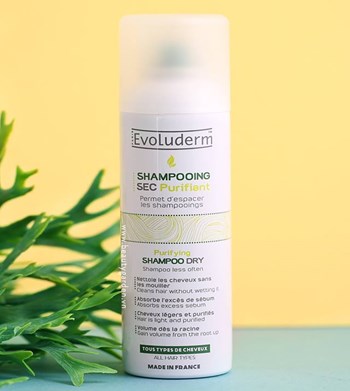 Evoluderm
SHAMPOOING
SEC Purifiant
Permet d'espacer
les shampooings
Purifying
SHAMPOO DRY
Shampoo less often
Nettoie les cheveux sans
les mouiller
Cleans hair without wetting it
Absorbe l'excès de sébum
Absorbs excess sebum
Cheveux légers et purifiés
Hair is light and purified
Volume dès la racine
Gain volume from the root up
TOUS TYPES DE CHEVEUX
ALL HAIR TYPES
MADE IN FRANCE